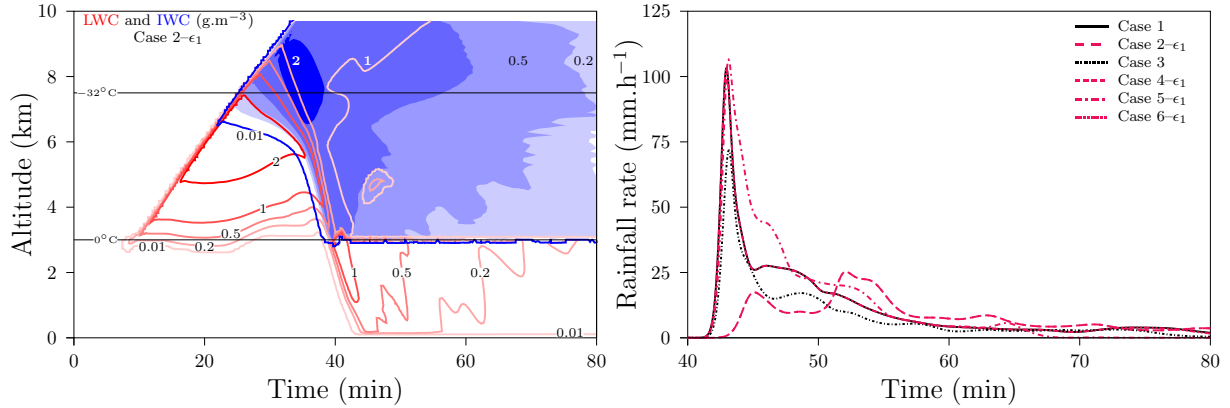 LWC and IWC (g.m−3)
Case 2–ϵ1
10
8
6
4
2
0
Altitude (km)
−32°C
0°C
2
1
0.5
0.2
0.01
2
1
0.5
0.2
0.01
1
0.5
0.2
0.01
0 20 40 60 80
Time (min)
125
100
75
50
25
0
Rainfall rate (mm.h−1)
Case 1
Case 2–ϵ1
Case 3
Case 4–ϵ1
Case 5–ϵ1
Case 6–ϵ1
40 50 60 70 80
Time (min)